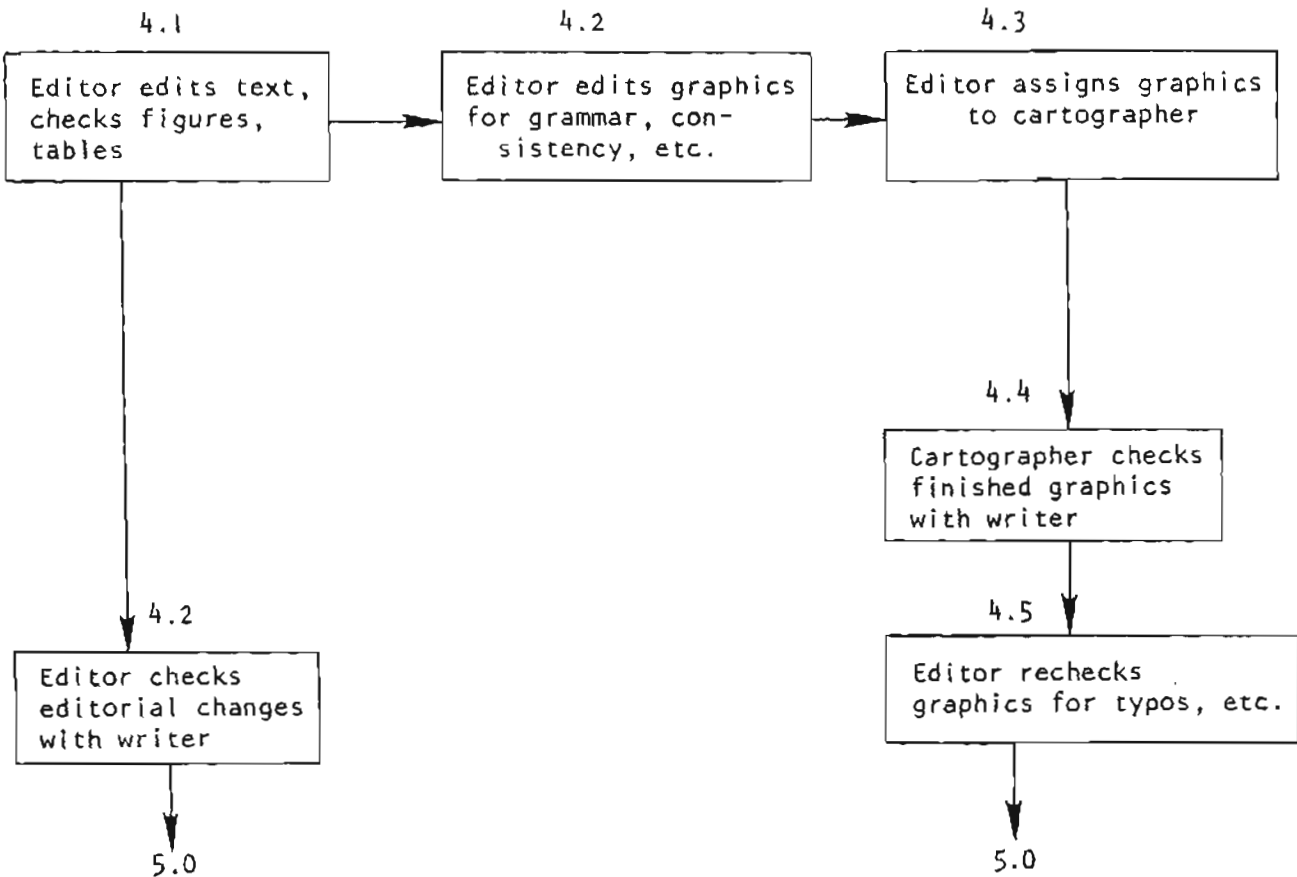 4.1
Editor edits text,
checks figures,
tables
4.2
Editor edits graphics
for grammar, con-
sistency, etc.
4.3
Editor assigns graphics
to cartographer
4.4
Cartographer checks
finished graphics
with writer
4.2
Editor checks
editorial changes
with writer
4.5
Editor rechecks
graphics for typos, etc.
5.0
5.0